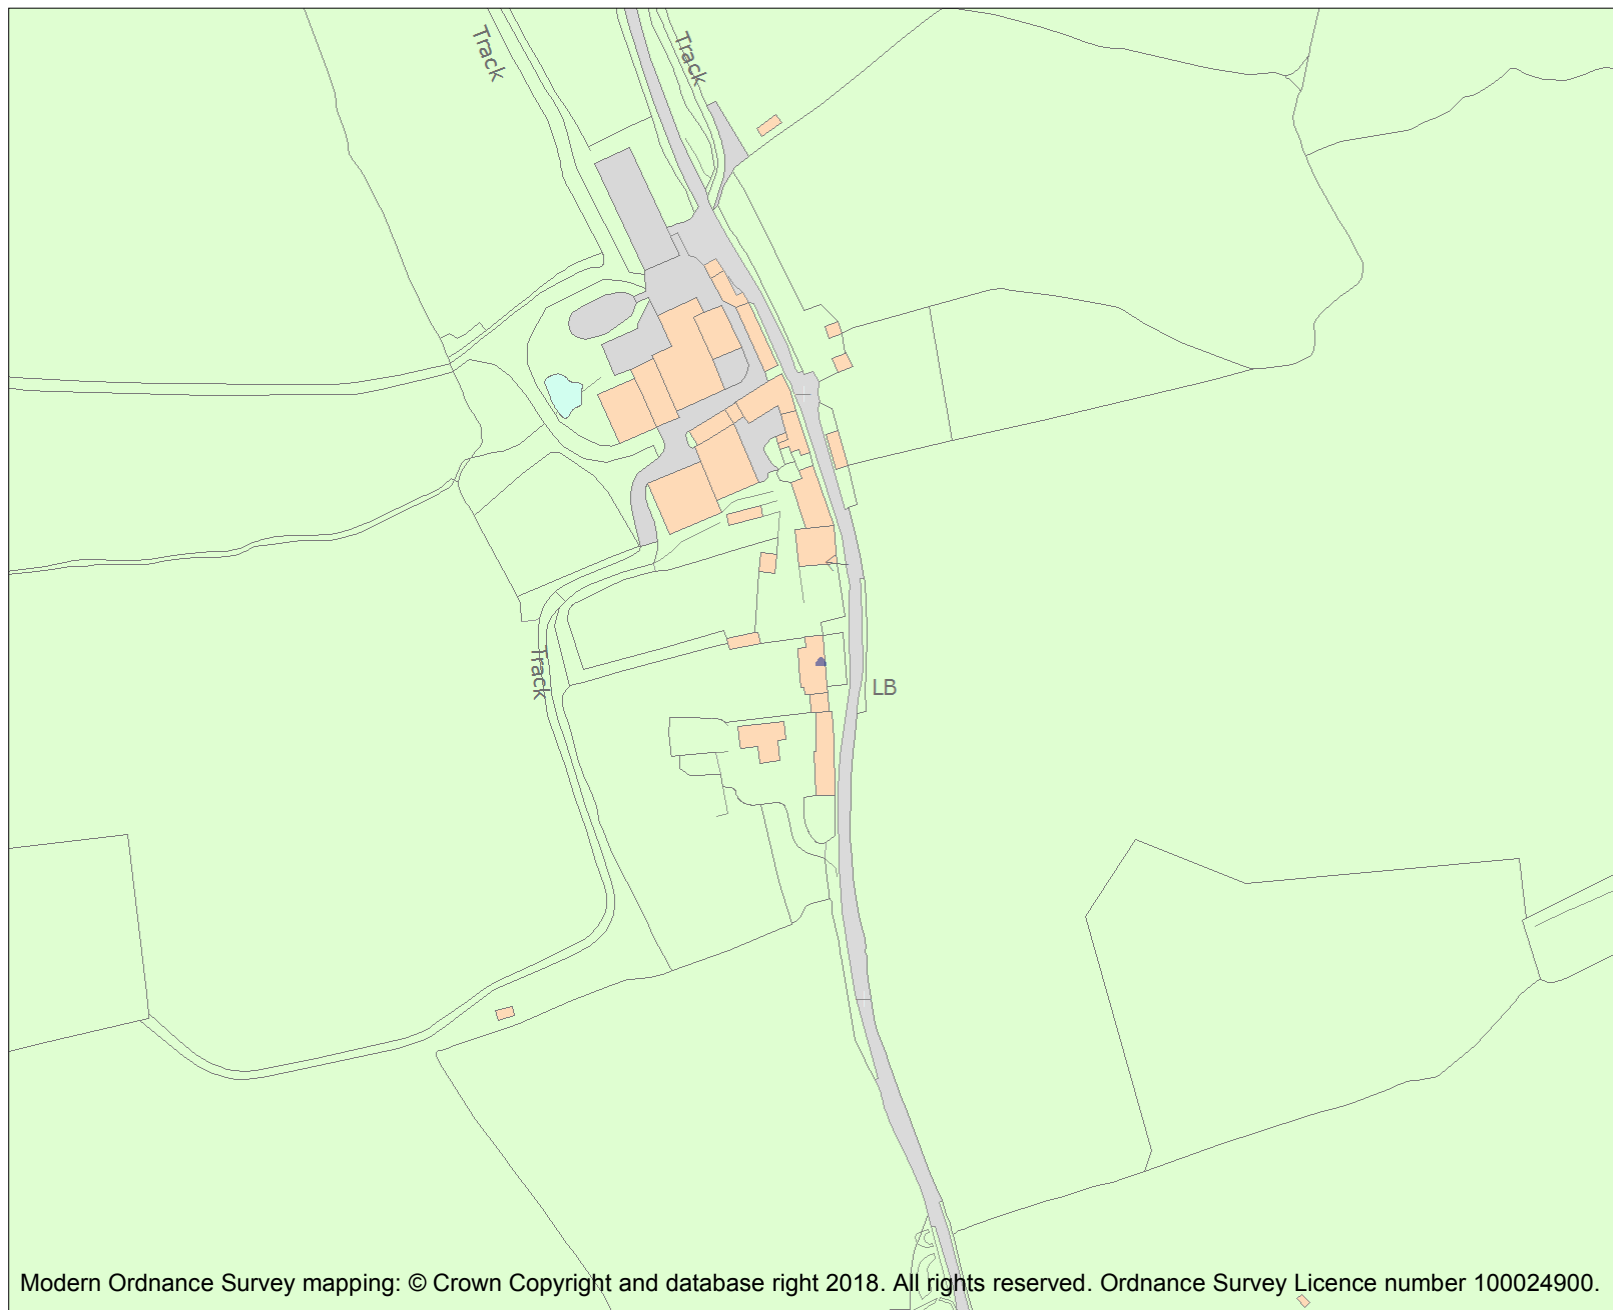 Track
Track
Track
LB
Modern Ordnance Survey mapping: © Crown Copyright and database right 2018. All rights reserved. Ordnance Survey Licence number 100024900.